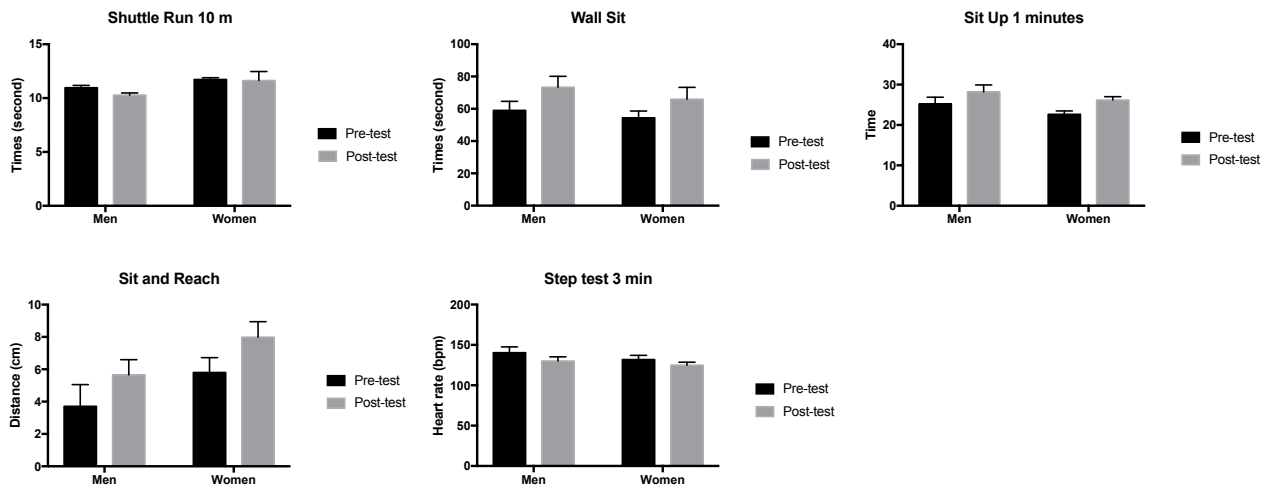 Shuttle Run 10 m
Times (second)
15
10
5
0
Men
Women
Pre-test
Post-test
Wall Sit
Times (second)
100
80
60
40
20
0
Men
Women
Pre-test
Post-test
Sit Up 1 minutes
Time
40
30
20
10
0
Men
Women
Pre-test
Post-test
Sit and Reach
Distance (cm)
10
8
6
4
2
0
Men
Women
Pre-test
Post-test
Step test 3 min
Heart rate (bpm)
200
150
100
50
0
Men
Women
Pre-test
Post-test